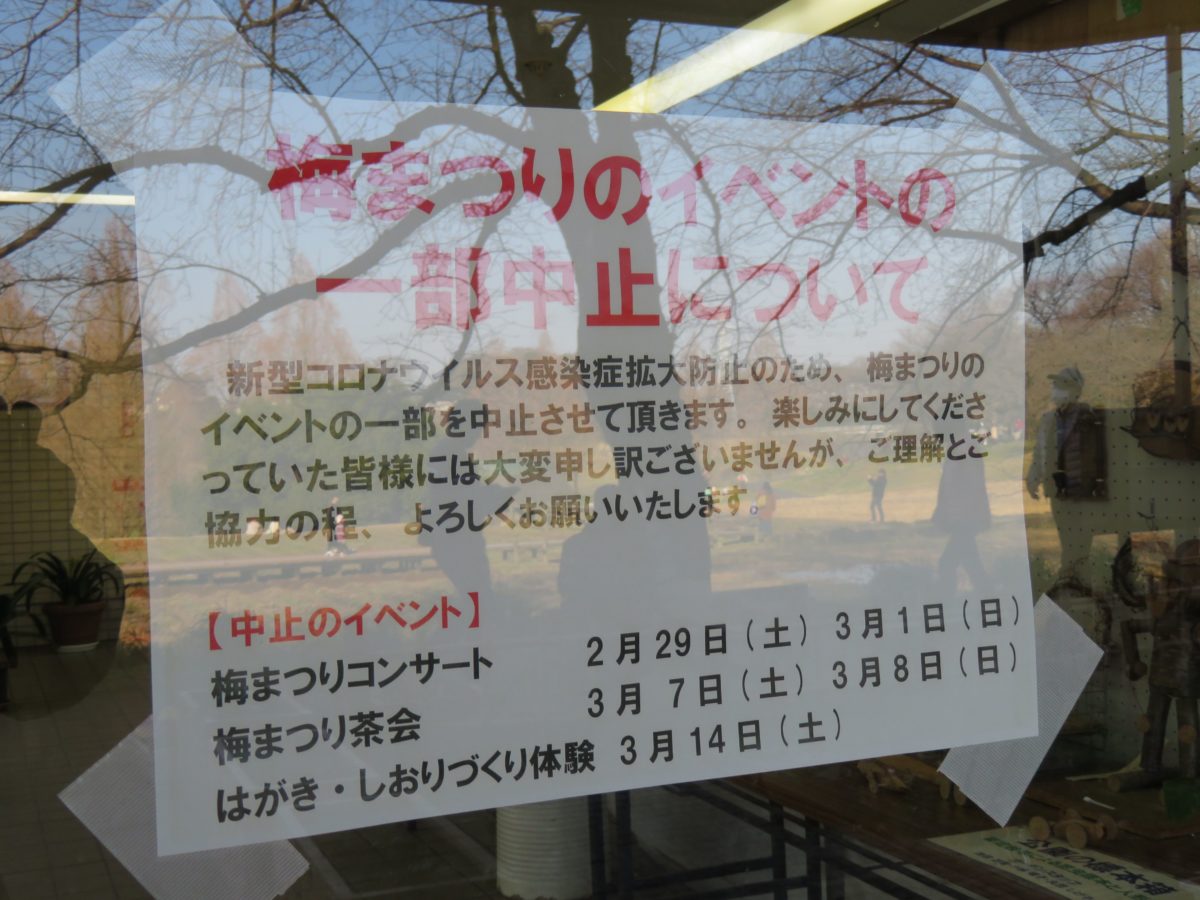 梅まつりのイベントの
一部中止について
新型コロナウイルス感染症拡大防止のため、梅まつりの
イベントの一部を中止させて頂きます。楽しみにしてくださ
っていた皆様には大変申し訳ございませんが、ご理解とご
協力の程、よろしくお願いいたします
【中止のイベント】
梅まつりコンサート 2月29日(土) 3月1日(日)
梅まつり茶会 3月 7日(土) 3月8日(日)
はがき・しおりづくり体験 3月14日(土)